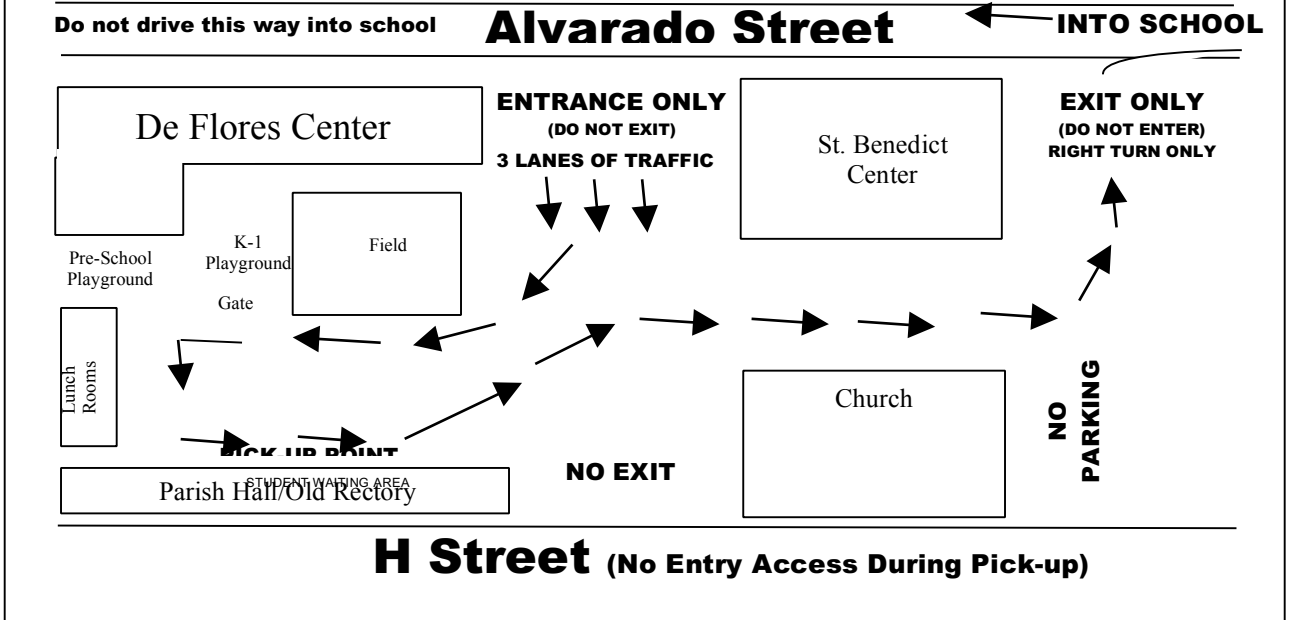 Do not drive this way into school
Alvarado Street
INTO SCHOOL
De Flores Center
ENTRANCE ONLY
(DO NOT EXIT)
3 LANES OF TRAFFIC
St. Benedict
Center
EXIT ONLY
(DO NOT ENTER)
RIGHT TURN ONLY
Pre-School
Playground
K-1
Playground
Gate
Field
Lunch
Rooms
PICK-UP POINT
STUDENT WAITING AREA
Parish Hall/Old Rectory
NO EXIT
Church
NO
PARKING
H Street (No Entry Access During Pick-up)